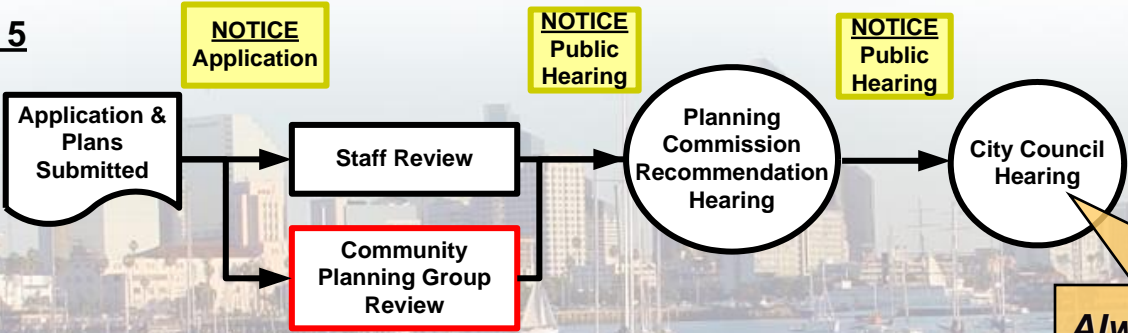 5
NOTICE
Application
NOTICE
Public
Hearing
NOTICE
Public
Hearing
Application &
Plans
Submitted
Staff Review
Community
Planning Group
Review
Planning
Commission
Recommendation
Hearing
City Council
Hearing